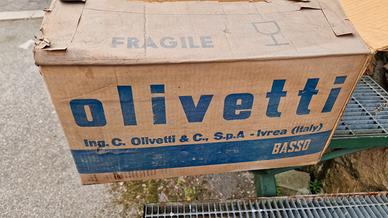 FRAGILE
olivetti
Ing. C. Olivetti & C., S.p.A - Ivrea (Italy)
BASSO